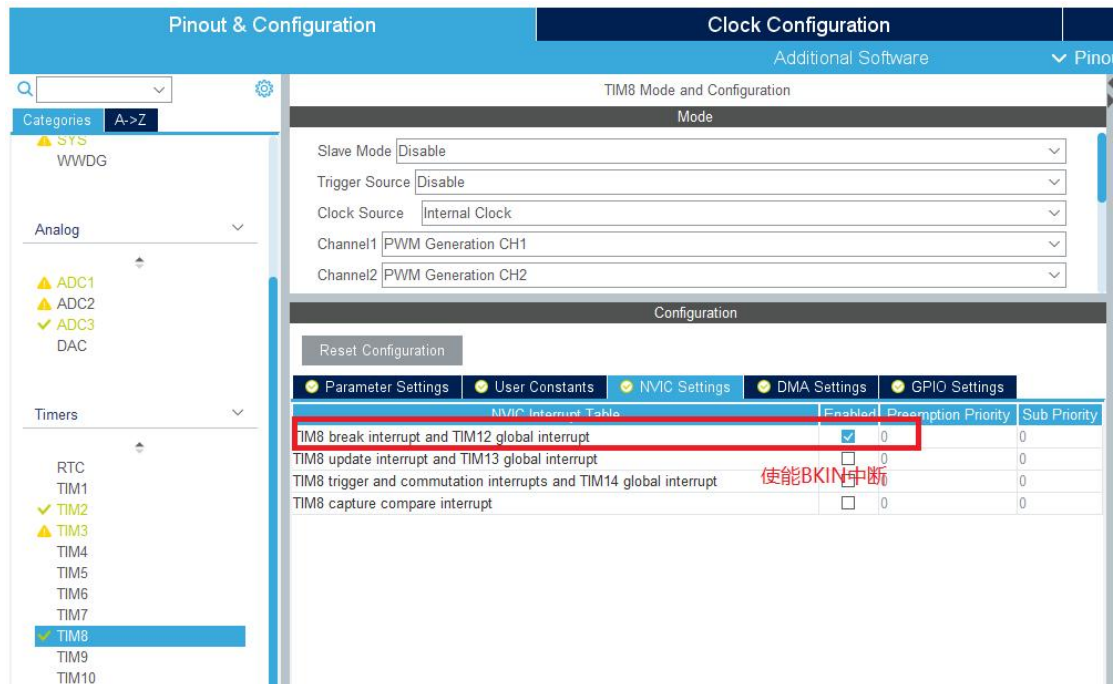 Pinout & Configuration
Clock Configuration
Additional Software
Pinou
TIM8 Mode and Configuration
Categories
A->Z
Mode
SYS
WWDG
Slave Mode Disable
Trigger Source Disable
Clock Source Internal Clock
Channel1 PWM Generation CH1
Channel2 PWM Generation CH2
Analog
ADC1
ADC2
ADC3
DAC
Configuration
Reset Configuration
Parameter Settings
User Constants
NVIC Settings
DMA Settings
GPIO Settings
NVIC Interrupt Table Enabled Preemption Priority Sub Priority
TIM8 break interrupt and TIM12 global interrupt 0 0
TIM8 update interrupt and TIM13 global interrupt 0 0
TIM8 trigger and commutation interrupts and TIM14 global interrupt 0 0
TIM8 capture compare interrupt 0 0
使能BKIN中断
Timers
RTC
TIM1
TIM2
TIM3
TIM4
TIM5
TIM6
TIM7
TIM8
TIM9
TIM10